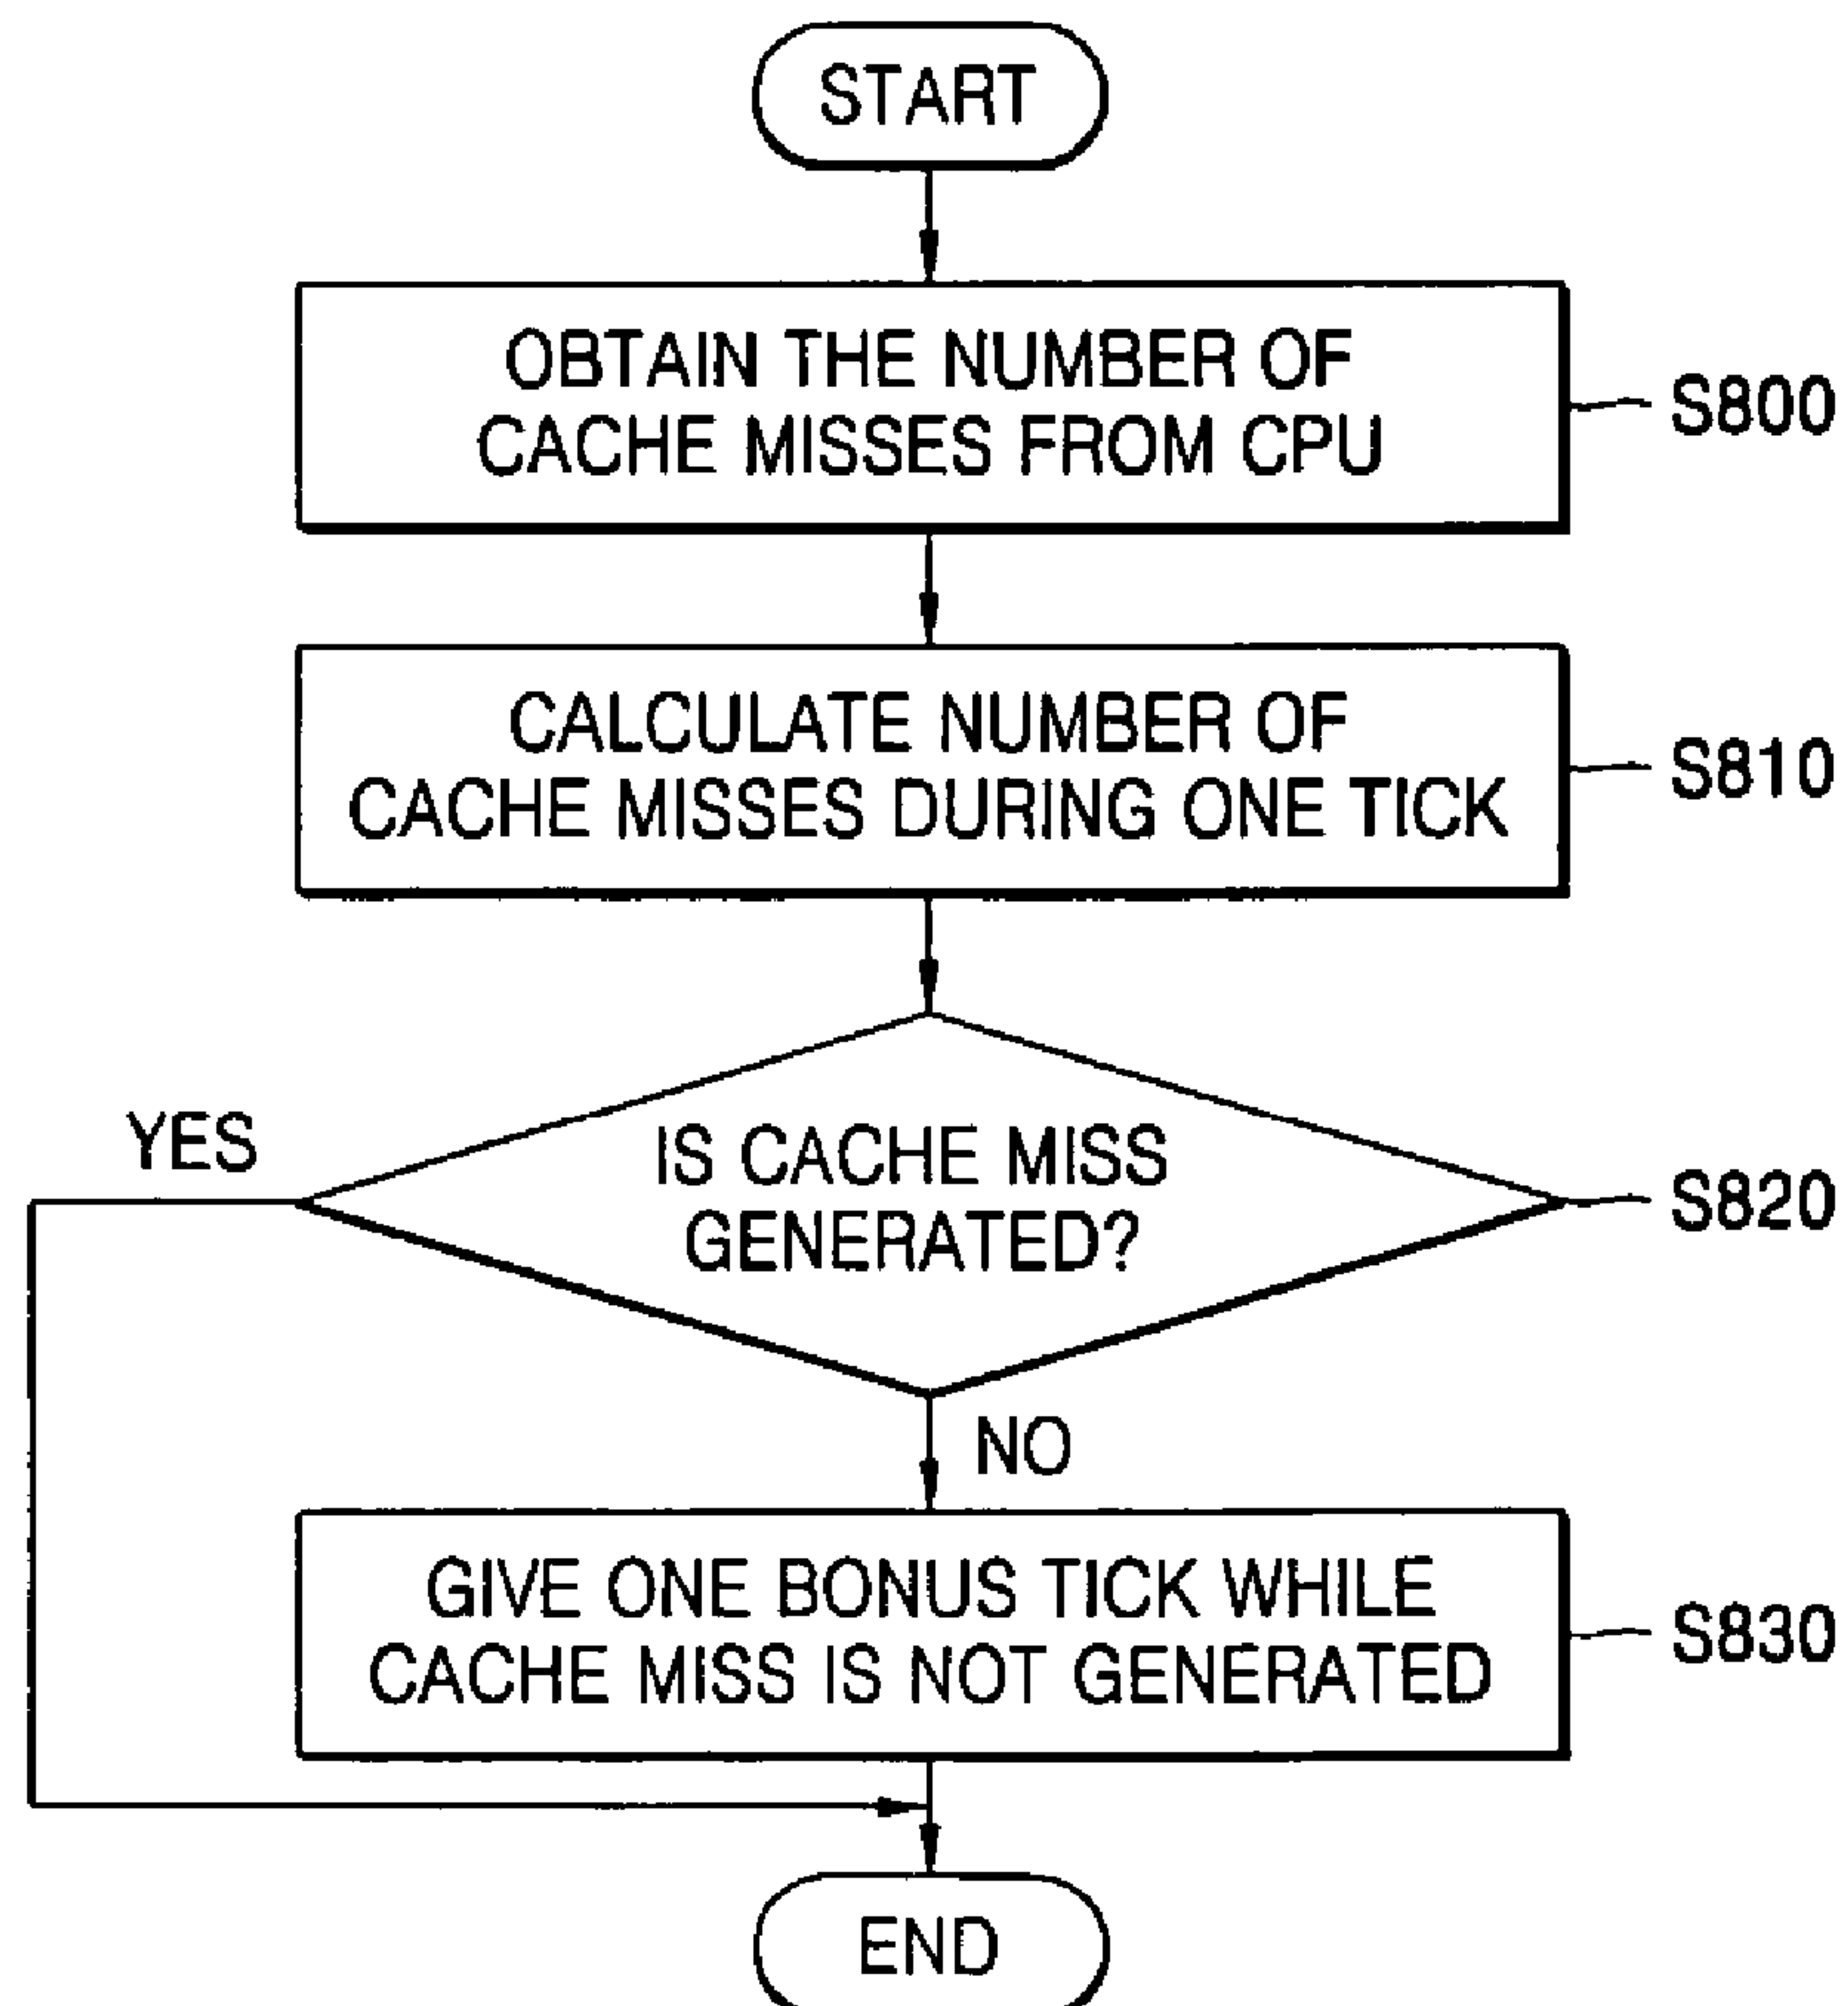 START
OBTAIN THE NUMBER OF
CACHE MISSES FROM CPU
S800
CALCULATE NUMBER OF
CACHE MISSES DURING ONE TICK
S810
YES
IS CACHE MISS
GENERATED?
S820
NO
GIVE ONE BONUS TICK WHILE
CACHE MISS IS NOT GENERATED
S830
END